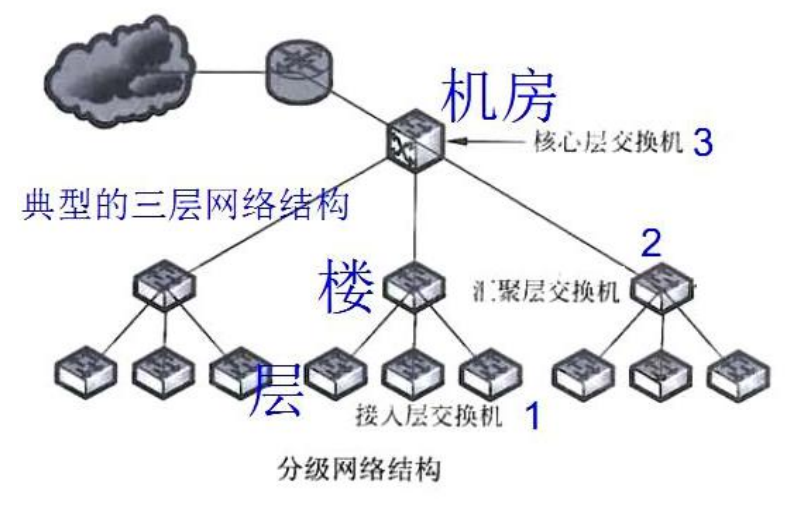 机房
核心层交换机 3
典型的三层网络结构
2
楼
汇聚层交换机
层
接入层交换机 1
分级网络结构